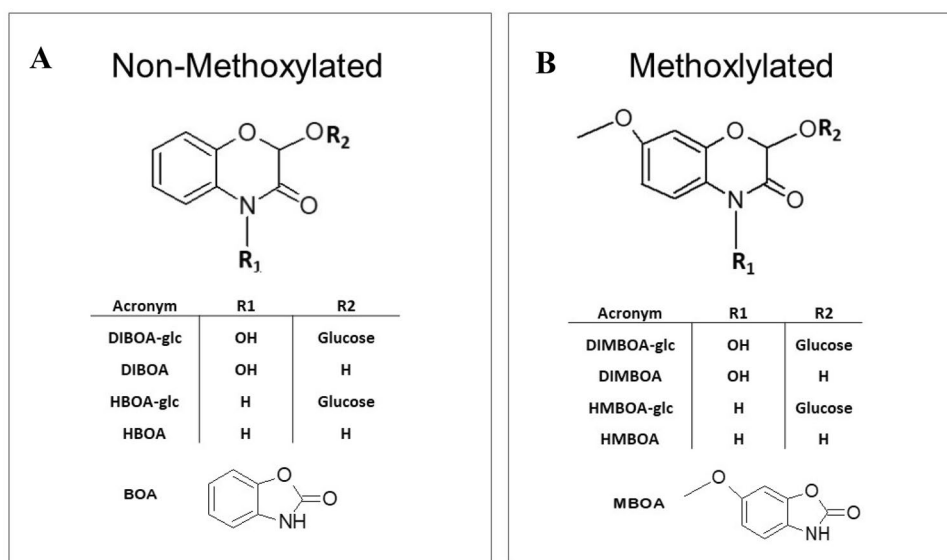 A
Non-Methoxylated
O
OR2
N
O
R1
Acronym R1 R2
DIBOA-glc OH Glucose
DIBOA OH H
HBOA-glc H Glucose
HBOA H H
BOA
O
O
NH
B
Methoxlylated
O
O
OR2
N
O
R1
Acronym R1 R2
DIMBOA-glc OH Glucose
DIMBOA OH H
HMBOA-glc H Glucose
HMBOA H H
MBOA
O
O
O
NH